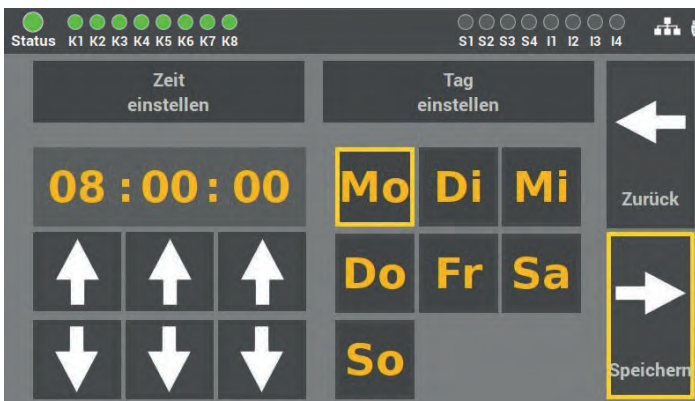 Status K1 K2 K3 K4 K5 K6 K7 K8 S1 S2 S3 S4 I1 I2 I3 I4
Zeit
einstellen
Tag
einstellen
08 : 00 : 00
Mo Di Mi
Zurück
Do Fr Sa
So
Speichern